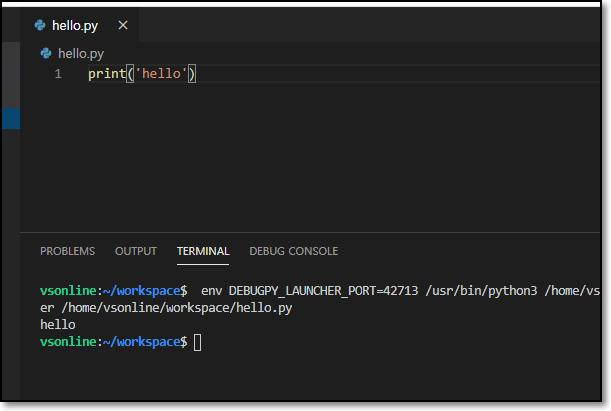 hello.py
hello.py
1 print('hello')
PROBLEMS OUTPUT TERMINAL DEBUG CONSOLE
vsonline:~/workspace$ env DEBUGPY_LAUNCHER_PORT=42713 /usr/bin/python3 /home/vs
er /home/vsonline/workspace/hello.py
hello
vsonline:~/workspace$